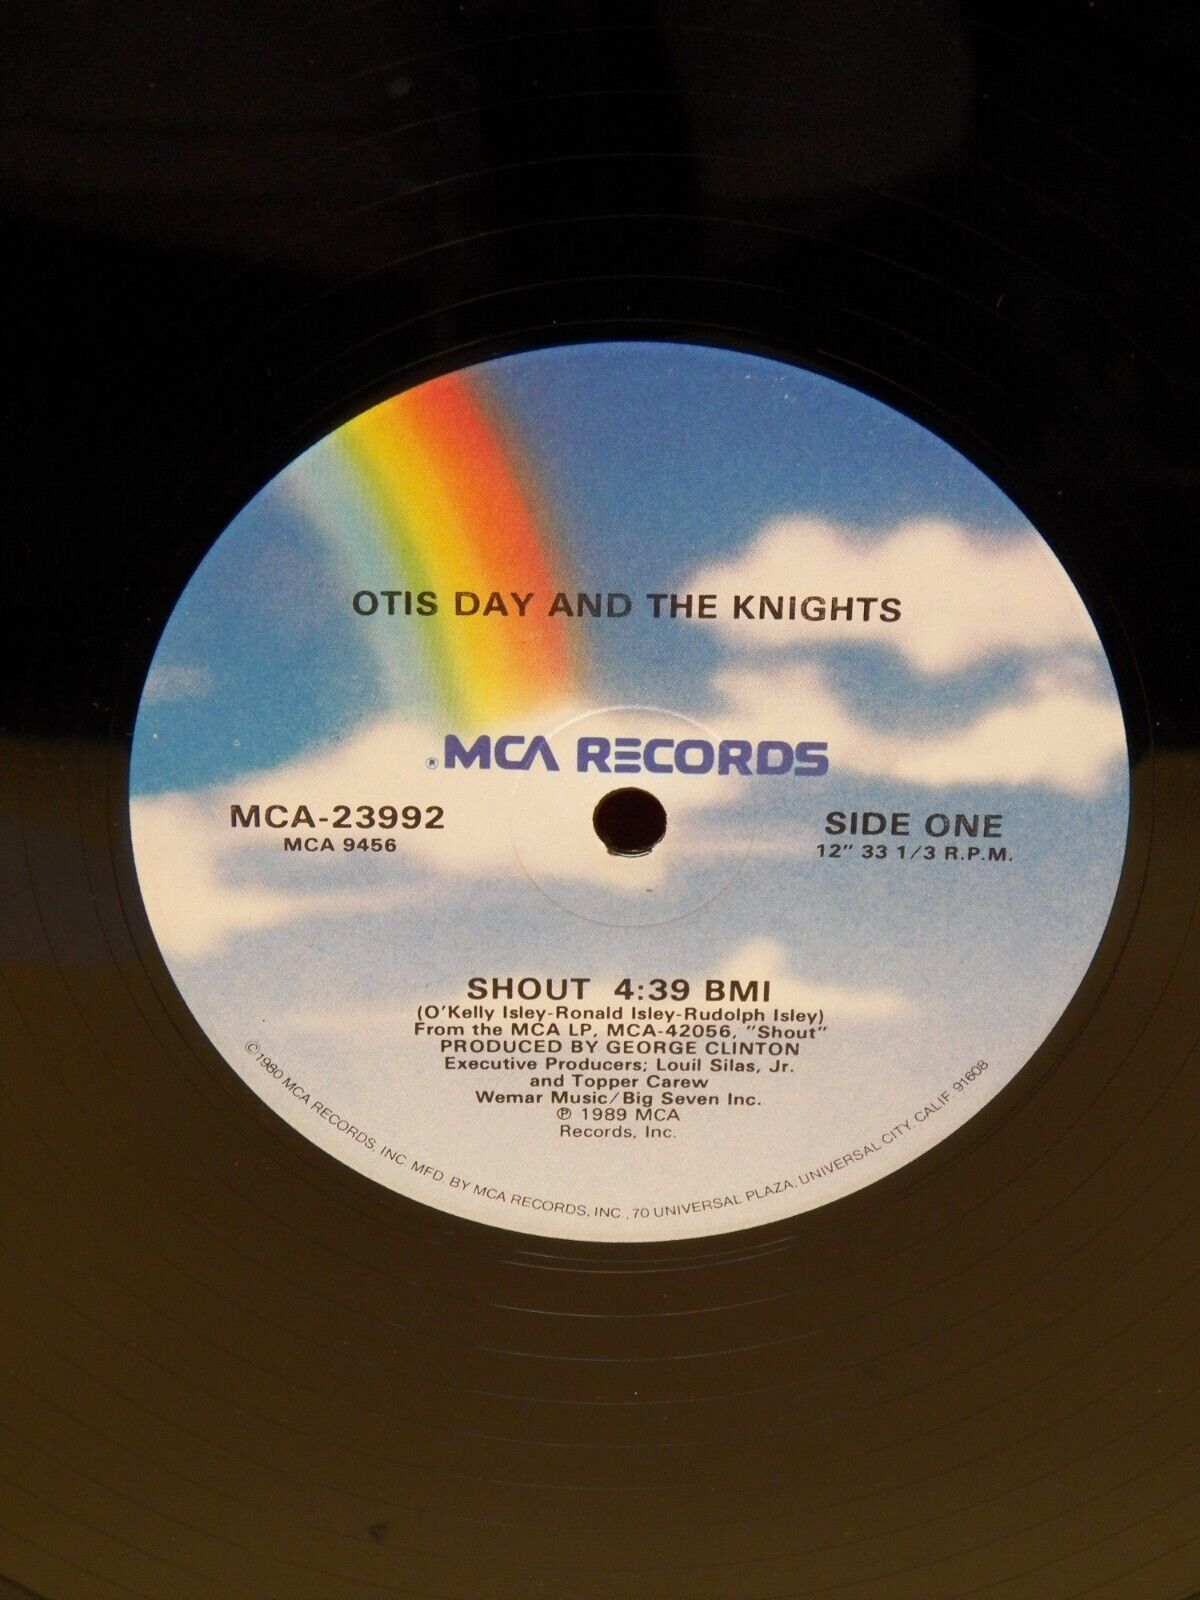 OTIS DAY AND THE KNIGHTS
® MCA RECORDS
MCA-23992
MCA 9456
SIDE ONE
12" 33 1/3 R.P.M.
SHOUT 4:39 BMI
(O'Kelly Isley-Ronald Isley-Rudolph Isley)
From the MCA LP, MCA-42056, "Shout"
PRODUCED BY GEORGE CLINTON
Executive Producers; Louil Silas, Jr.
and Topper Carew
Wemar Music/Big Seven Inc.
℗ 1989 MCA
Records, Inc.
©1980 MCA RECORDS, INC. MFD. BY MCA RECORDS, INC., 70 UNIVERSAL PLAZA, UNIVERSAL CITY, CALIF. 91608